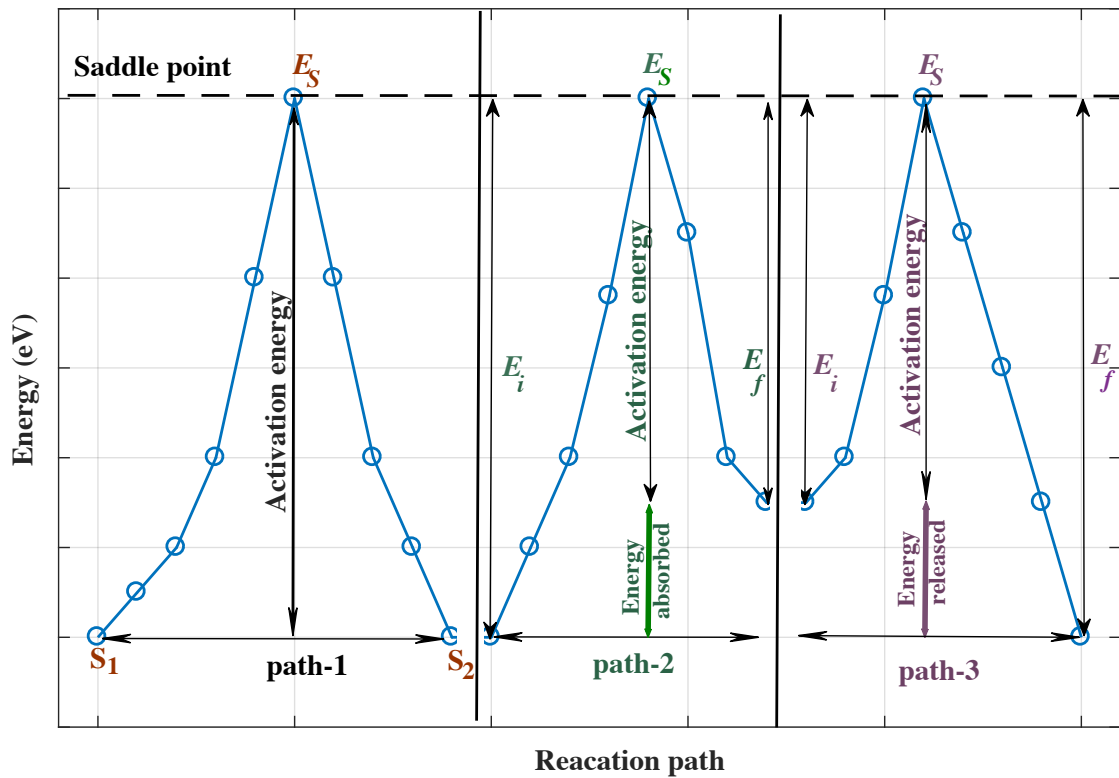 Saddle point
E_S
E_S
E_S
Energy (eV)
Activation energy
E_i
Activation energy
E_f
E_i
Activation energy
E_f
Energy
absorbed
Energy
released
S_1
path-1
S_2
path-2
path-3
Reacation path